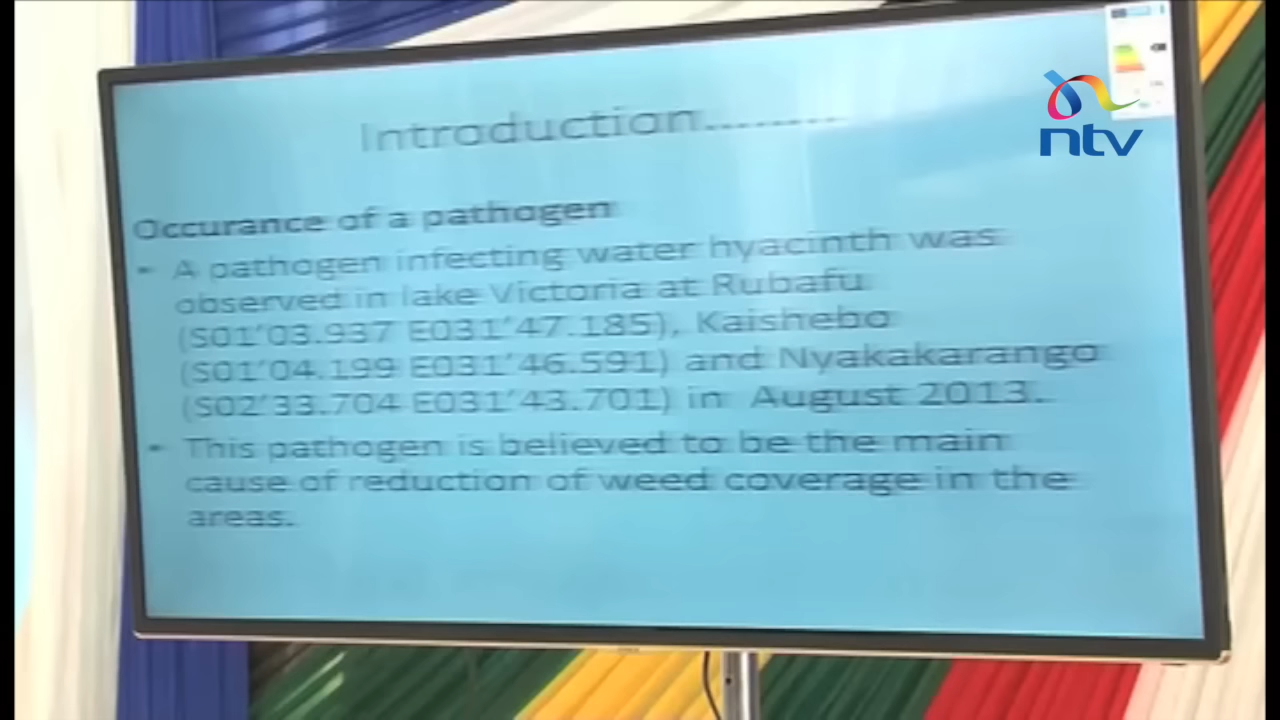 ntv
Introduction........
Occurance of a pathogen
- A pathogen infecting water hyacinth was
observed in lake Victoria at Rubafu
(S01'03.937 E031'47.185), Kaishebo
(S01'04.199 E031'46.591) and Nyakakarango
(S02'33.704 E031'43.701) in August 2013.
- This pathogen is believed to be the main
cause of reduction of weed coverage in the
areas.